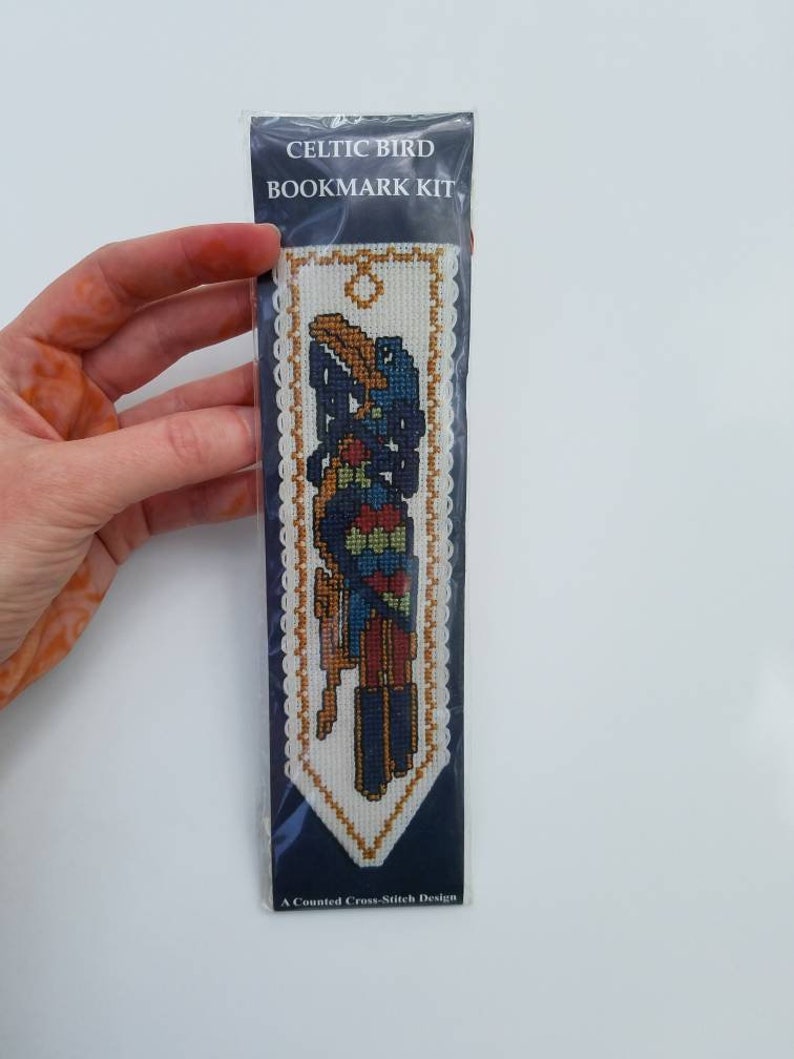 CELTIC BIRD
BOOKMARK KIT
A Counted Cross-Stitch Design